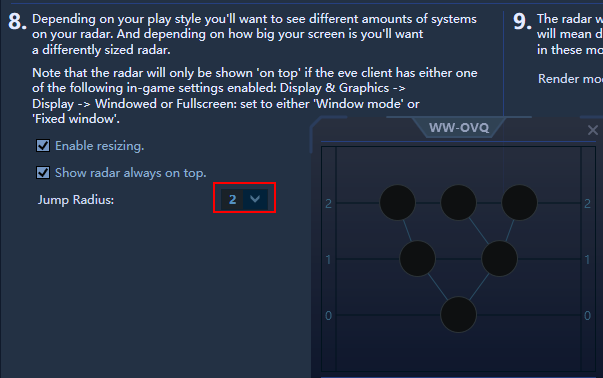 8. Depending on your play style you'll want to see different amounts of systems
on your radar. And depending on how big your screen is you'll want
a differently sized radar.
Note that the radar will only be shown 'on top' if the eve client has either one
of the following in-game settings enabled: Display & Graphics ->
Display -> Windowed or Fullscreen: set to either 'Window mode' or
'Fixed window'.
Enable resizing.
Show radar always on top.
Jump Radius: 2
9. The radar w
will mean d
in these mo
Render mo
WW-OVQ
2 2
1 1
0 0